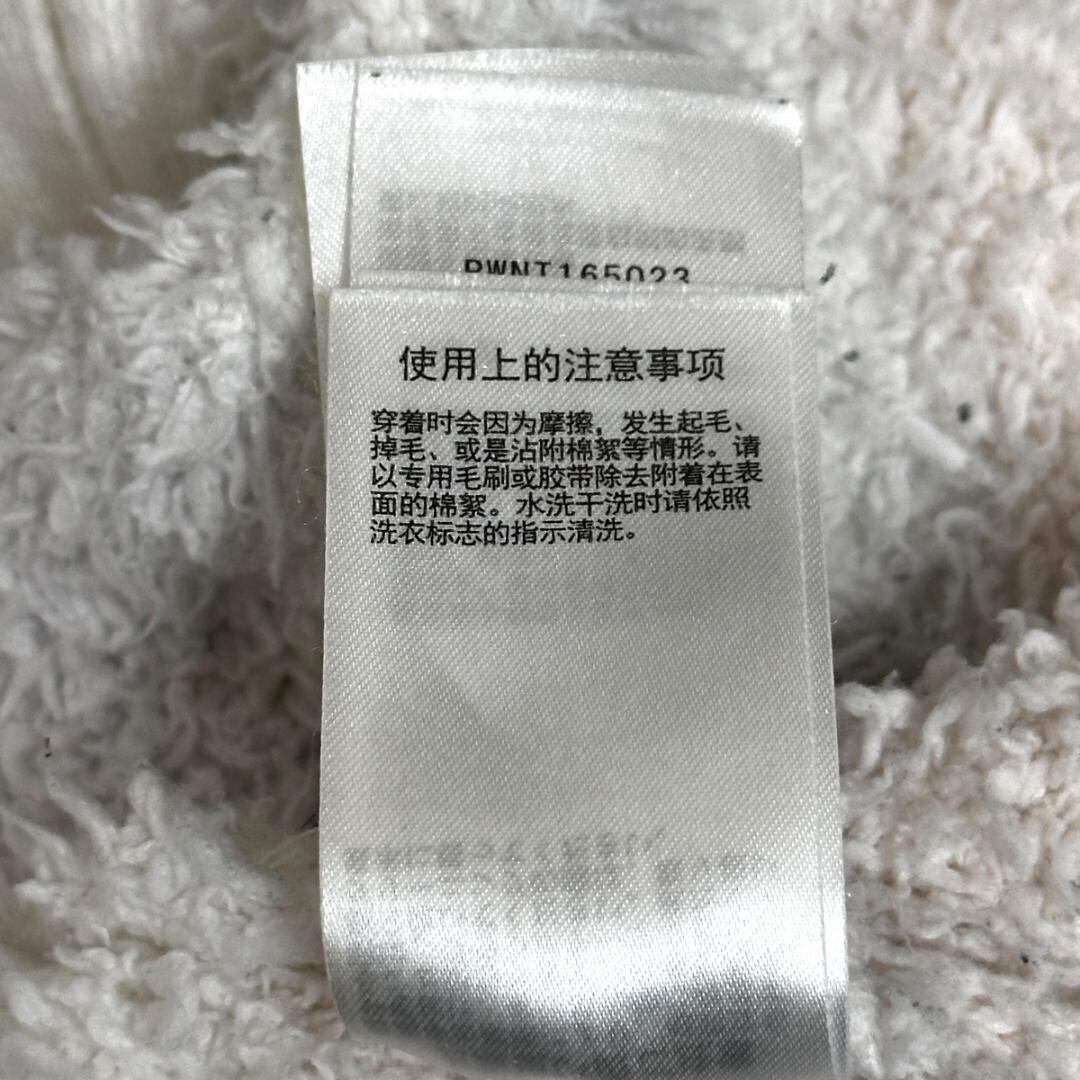 PWNT165023
使用上的注意事项
穿着时会因为摩擦，发生起毛、
掉毛、或是沾附棉絮等情形。请
以专用毛刷或胶带除去附着在表
面的棉絮。水洗干洗时请依照
洗衣标志的指示清洗。